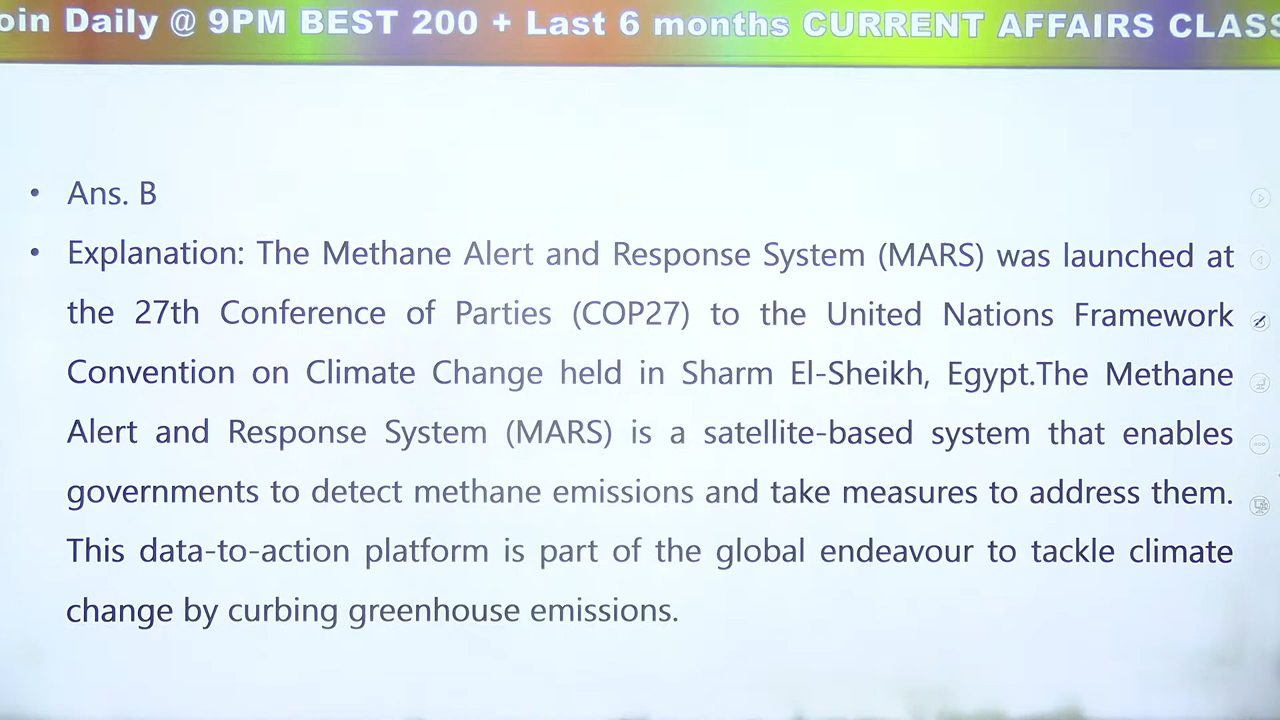 Daily @ 9PM BEST 200 + Last 6 months CURRENT AFFAIRS
• Ans. B
• Explanation: The Methane Alert and Response System (MARS) was launched at
the 27th Conference of Parties (COP27) to the United Nations Framework
Convention on Climate Change held in Sharm El-Sheikh, Egypt.The Methane
Alert and Response System (MARS) is a satellite-based system that enables
governments to detect methane emissions and take measures to address them.
This data-to-action platform is part of the global endeavour to tackle climate
change by curbing greenhouse emissions.